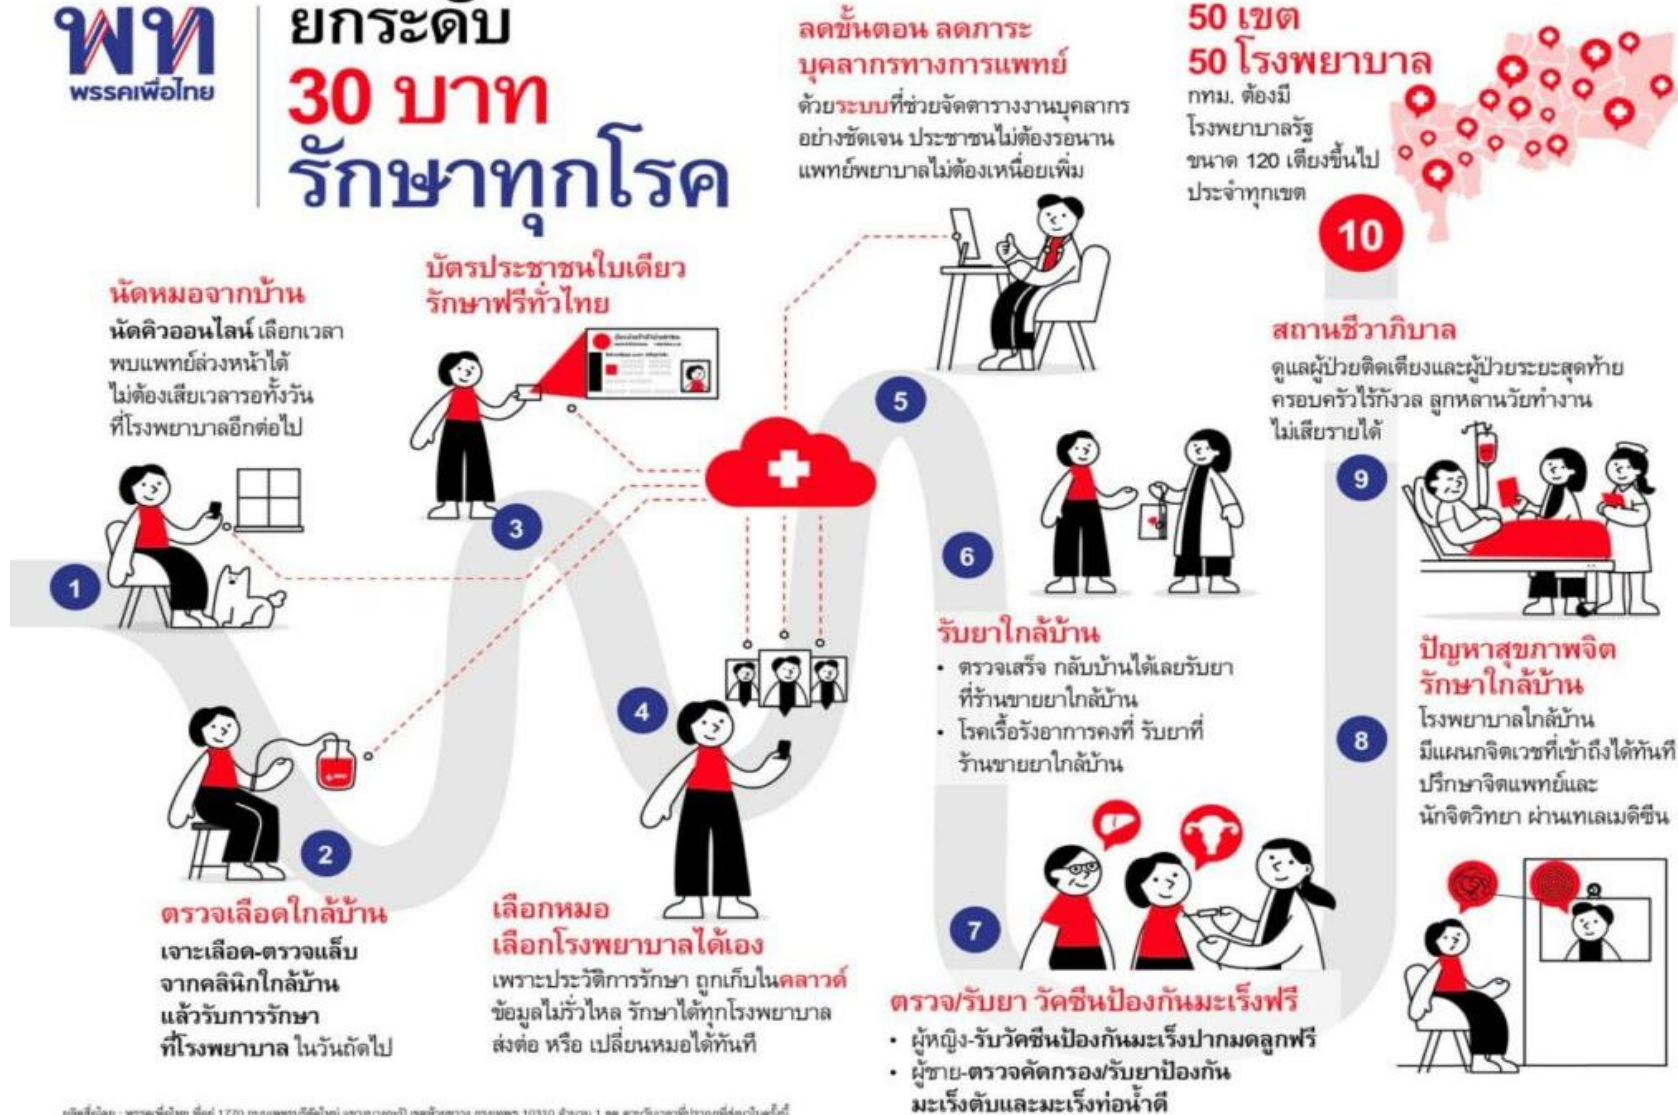 พท
พรรคเพื่อไทย
ยกระดับ
30 บาท
รักษาทุกโรค
นัดหมอจากบ้าน
นัดคิวออนไลน์ เลือกเวลา
พบแพทย์ล่วงหน้าได้
ไม่ต้องเสียเวลารอทั้งวัน
ที่โรงพยาบาลอีกต่อไป
1
ตรวจเลือดใกล้บ้าน
เจาะเลือด-ตรวจแล็บ
จากคลินิกใกล้บ้าน
แล้วรับการรักษา
ที่โรงพยาบาล ในวันถัดไป
2
บัตรประชาชนใบเดียว
รักษาฟรีทั่วไทย
3
4
เลือกหมอ
เลือกโรงพยาบาลได้เอง
เพราะประวัติการรักษา ถูกเก็บในคลาวด์
ข้อมูลไม่รั่วไหล รักษาได้ทุกโรงพยาบาล
ส่งต่อ หรือ เปลี่ยนหมอได้ทันที
ลดขั้นตอน ลดภาระ
บุคลากรทางการแพทย์
ด้วยระบบที่ช่วยจัดตารางงานบุคลากร
อย่างชัดเจน ประชาชนไม่ต้องรอนาน
แพทย์พยาบาลไม่ต้องเหนื่อยเพิ่ม
5
6
รับยาใกล้บ้าน
• ตรวจเสร็จ กลับบ้านได้เลยรับยา
ที่ร้านขายยาใกล้บ้าน
• โรคเรื้อรังอาการคงที่ รับยาที่
ร้านขายยาใกล้บ้าน
7
ตรวจ/รับยา วัคซีนป้องกันมะเร็งฟรี
• ผู้หญิง-รับวัคซีนป้องกันมะเร็งปากมดลูกฟรี
• ผู้ชาย-ตรวจคัดกรอง/รับยาป้องกัน
มะเร็งตับและมะเร็งท่อน้ำดี
8
ปัญหาสุขภาพจิต
รักษาใกล้บ้าน
โรงพยาบาลใกล้บ้าน
มีแผนกจิตเวชที่เข้าถึงได้ทันที
ปรึกษาจิตแพทย์และ
นักจิตวิทยา ผ่านเทเลเมดิซีน
9
สถานชีวาภิบาล
ดูแลผู้ป่วยติดเตียงและผู้ป่วยระยะสุดท้าย
ครอบครัวไร้กังวล ลูกหลานวัยทำงาน
ไม่เสียรายได้
10
50 เขต
50 โรงพยาบาล
กทม. ต้องมี
โรงพยาบาลรัฐ
ขนาด 120 เตียงขึ้นไป
ประจำทุกเขต